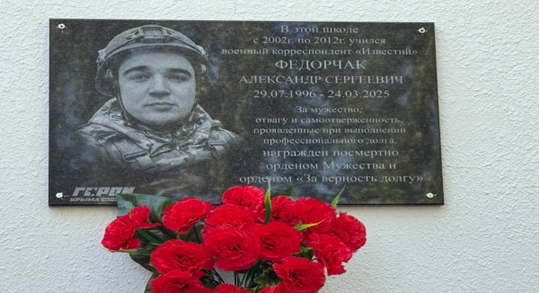 В этой школе
с 2002г. по 2012г. учился
военный корреспондент «Известий»
ФЕДОРЧАК
АЛЕКСАНДР СЕРГЕЕВИЧ
29.07.1996 - 24.03.2025
За мужество,
отвагу и самоотверженность,
проявленные при выполнении
профессионального долга,
награжден посмертно
орденом Мужества и
орденом «За верность долгу»
ГЕРОИ
КРЫМА